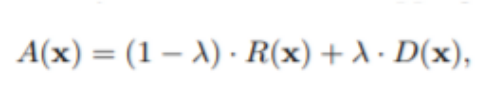 A(x) = (1 − λ) · R(x) + λ · D(x),